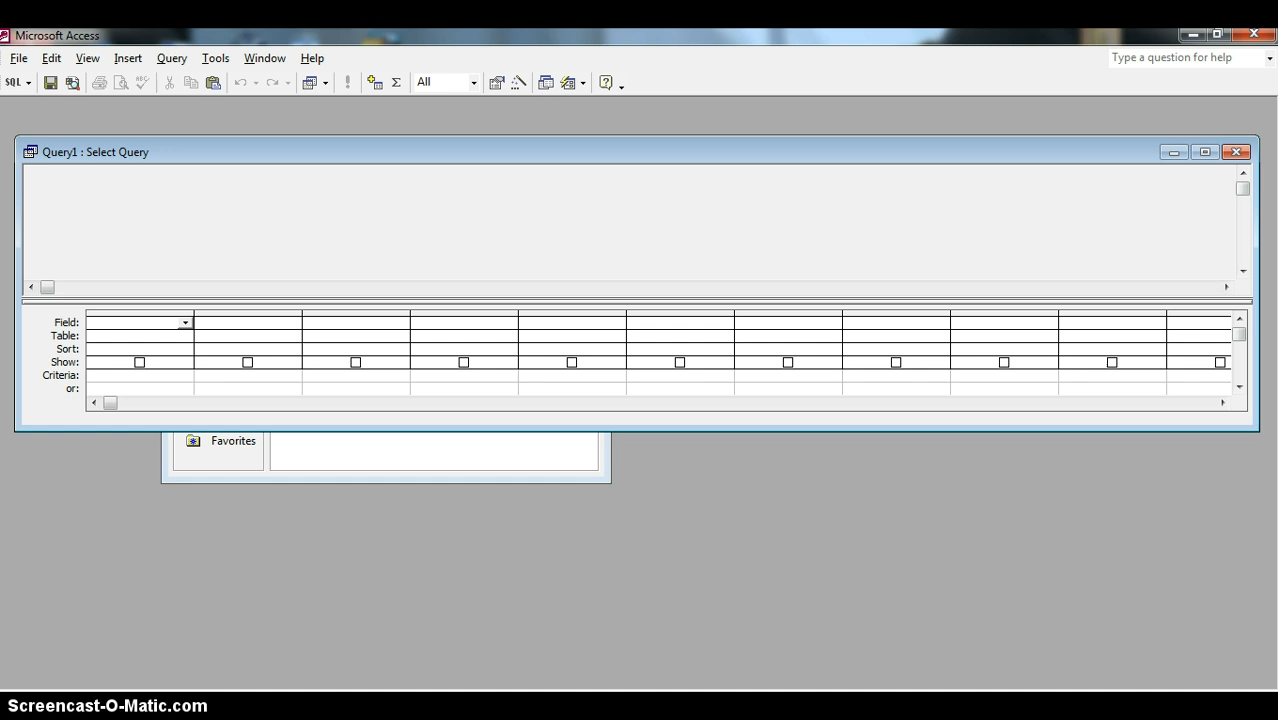 Microsoft Access
File Edit View Insert Query Tools Window Help Type a question for help
SQL All
Query1 : Select Query
Field:
Table:
Sort:
Show:
Criteria:
or:
Favorites
Screencast-O-Matic.com